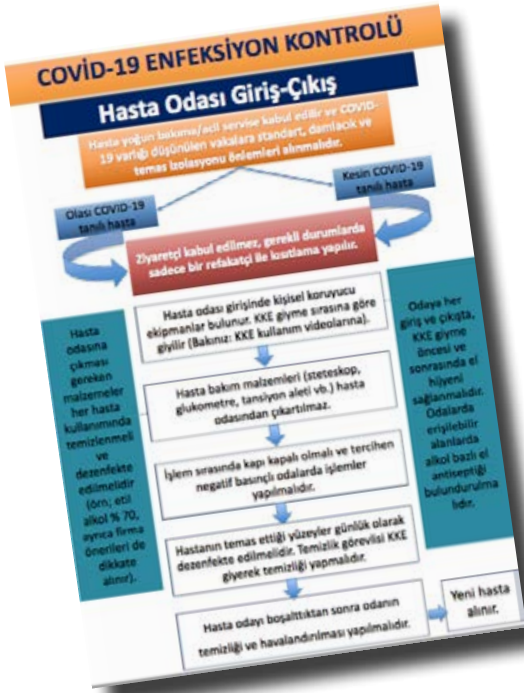 COVİD-19 ENFEKSİYON KONTROLÜ
Hasta Odası Giriş-Çıkış
Hasta yoğun bakıma/acil servise kabul edilir ve COVID-
19 varlığı düşünülen vakalara standart, damlacık ve
temas izolasyonu önlemleri alınmalıdır.
Olası COVID-19
tanılı hasta
Kesin COVID-19
tanılı hasta
Ziyaretçi kabul edilmez, gerekli durumlarda
sadece bir refakatçi ile kısıtlama yapılır.
Hasta
odasına
çıkması
gereken
malzemeler
her hasta
kullanımında
temizlenmeli
ve
dezenfekte
edilmelidir
(örn; etil
alkol % 70,
ayrıca firma
önerileri de
dikkate
alınır).
Hasta odası girişinde kişisel koruyucu
ekipmanlar bulunur. KKE giyme sırasına göre
giyilir (Bakınız: KKE kullanım videolarına).
Hasta bakım malzemeleri (steteskop,
glukometre, tansiyon aleti vb.) hasta
odasından çıkartılmaz.
İşlem sırasında kapı kapalı olmalı ve tercihen
negatif basınçlı odalarda işlemler
yapılmalıdır.
Hastanın temas ettiği yüzeyler günlük olarak
dezenfekte edilmelidir. Temizlik görevlisi KKE
giyerek temizliği yapmalıdır.
Hasta odayı boşalttıktan sonra odanın
temizliği ve havalandırılması yapılmalıdır.
Odaya her
giriş ve çıkışta,
KKE giyme
öncesi ve
sonrasında el
hijyeni
sağlanmalıdır.
Odalarda
erişilebilir
alanlarda
alkol bazlı el
antiseptiği
bulundurulma
lıdır.
Yeni hasta
alınır.